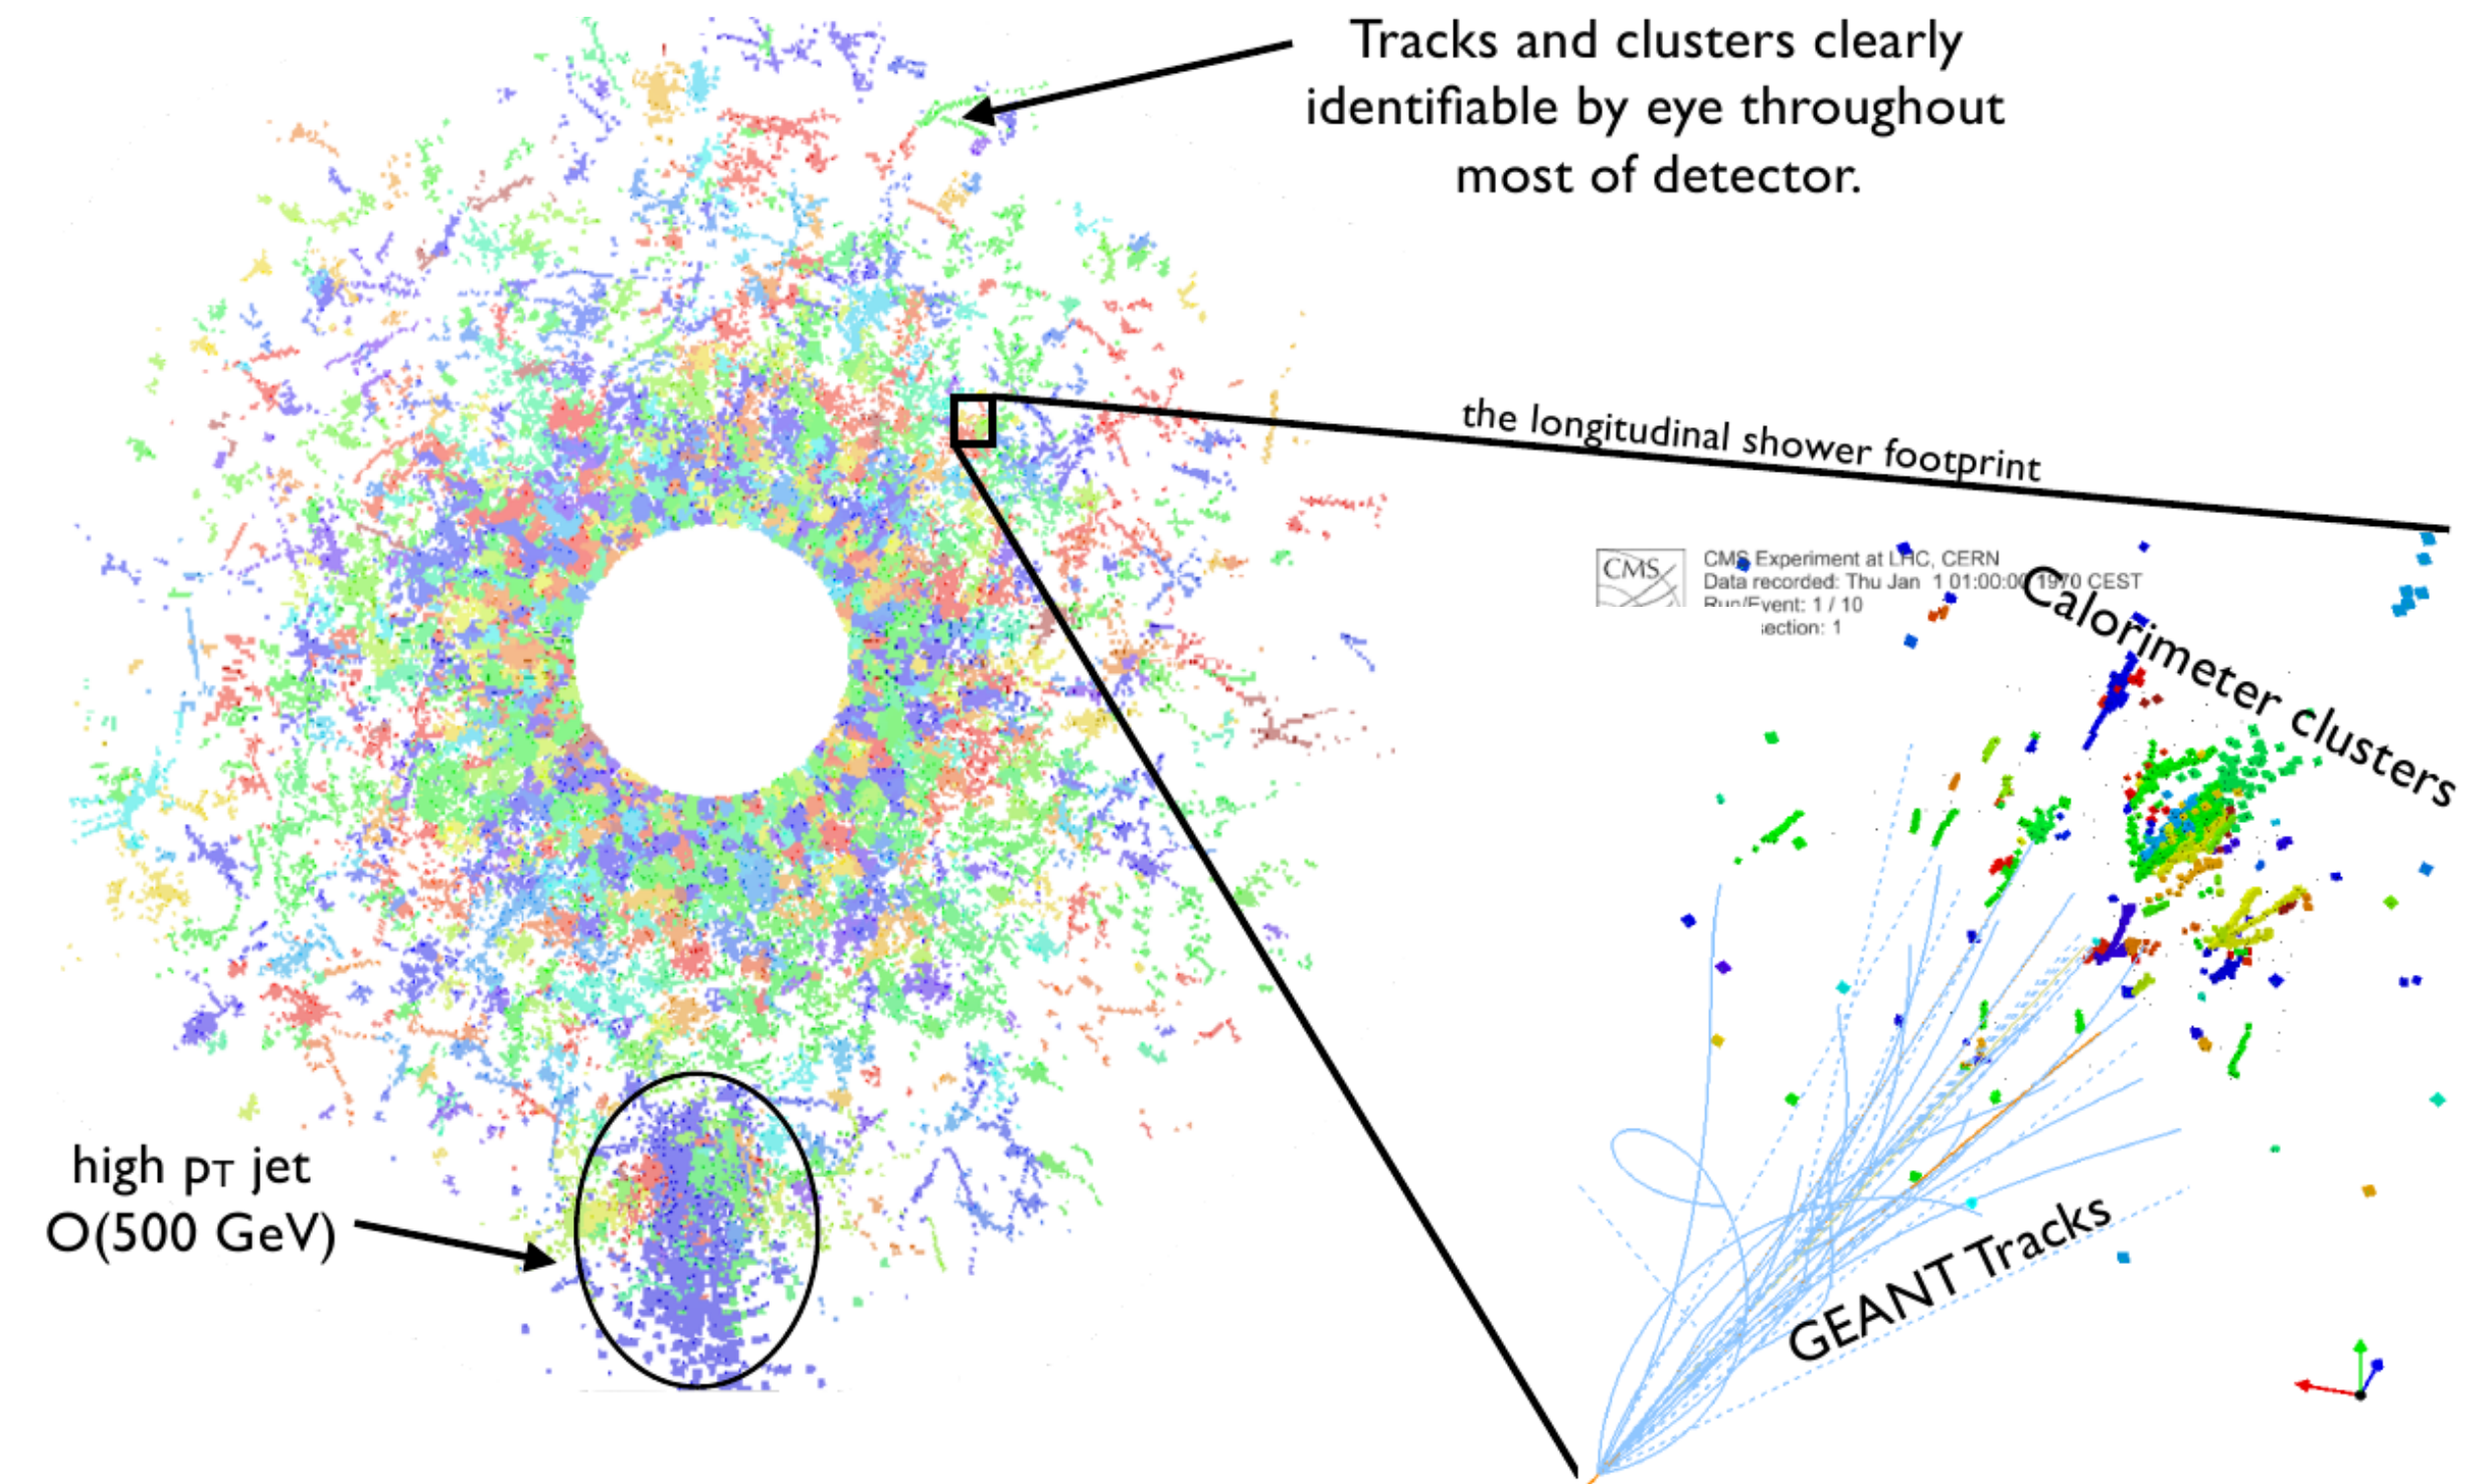 Tracks and clusters clearly
identifiable by eye throughout
most of detector.
the longitudinal shower footprint
CMS
CMS Experiment at LHC, CERN
Data recorded: Thu Jan 1 01:00:00 1970 CEST
Run/Event: 1 / 10
section: 1
Calorimeter clusters
high pT jet
O(500 GeV)
GEANT Tracks